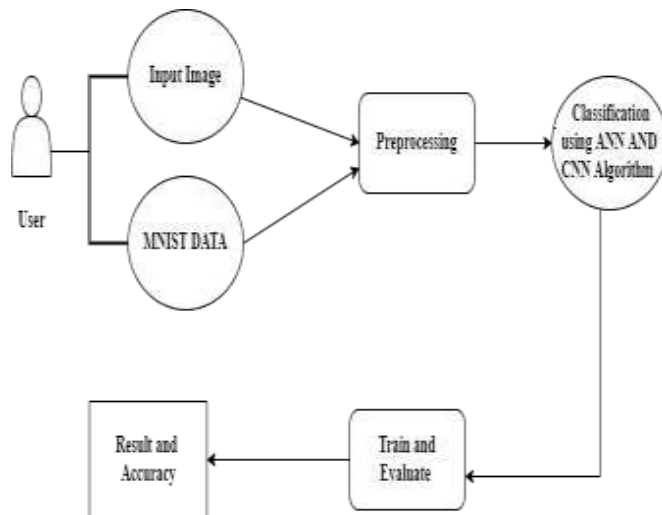 Input Image
Classification
using ANN AND
CNN Algorithm
Preprocessing
User
MNIST DATA
Result and
Accuracy
Train and
Evaluate